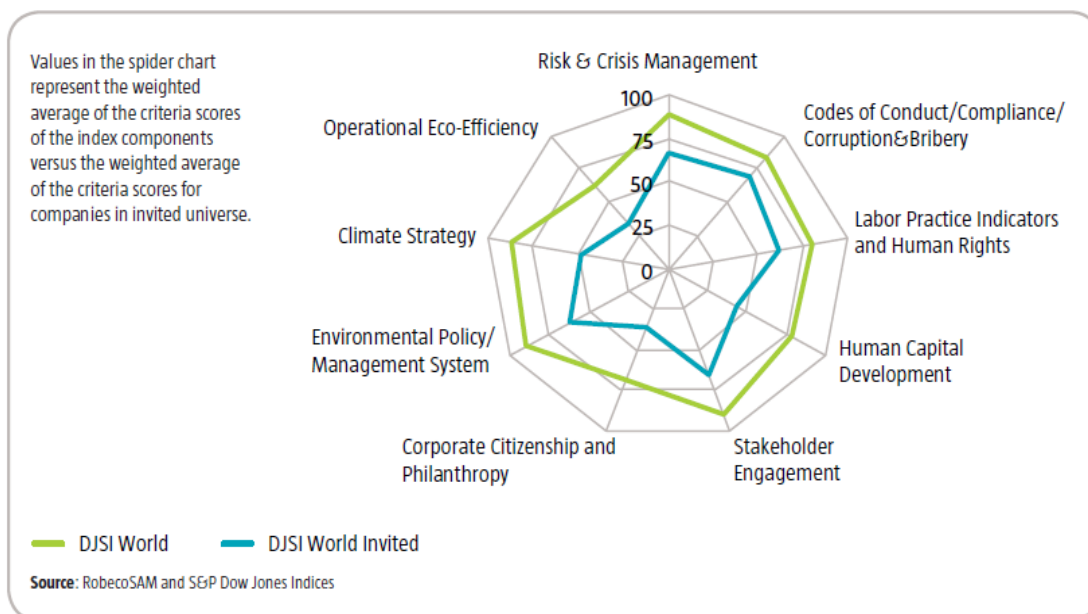 Values in the spider chart
represent the weighted
average of the criteria scores
of the index components
versus the weighted average
of the criteria scores for
companies in invited universe.
Risk & Crisis Management
Codes of Conduct/Compliance/
Corruption&Bribery
Labor Practice Indicators
and Human Rights
Human Capital
Development
Stakeholder
Engagement
Corporate Citizenship and
Philanthropy
Environmental Policy/
Management System
Climate Strategy
Operational Eco-Efficiency
100
75
50
25
0
DJSI World
DJSI World Invited
Source: RobecoSAM and S&P Dow Jones Indices